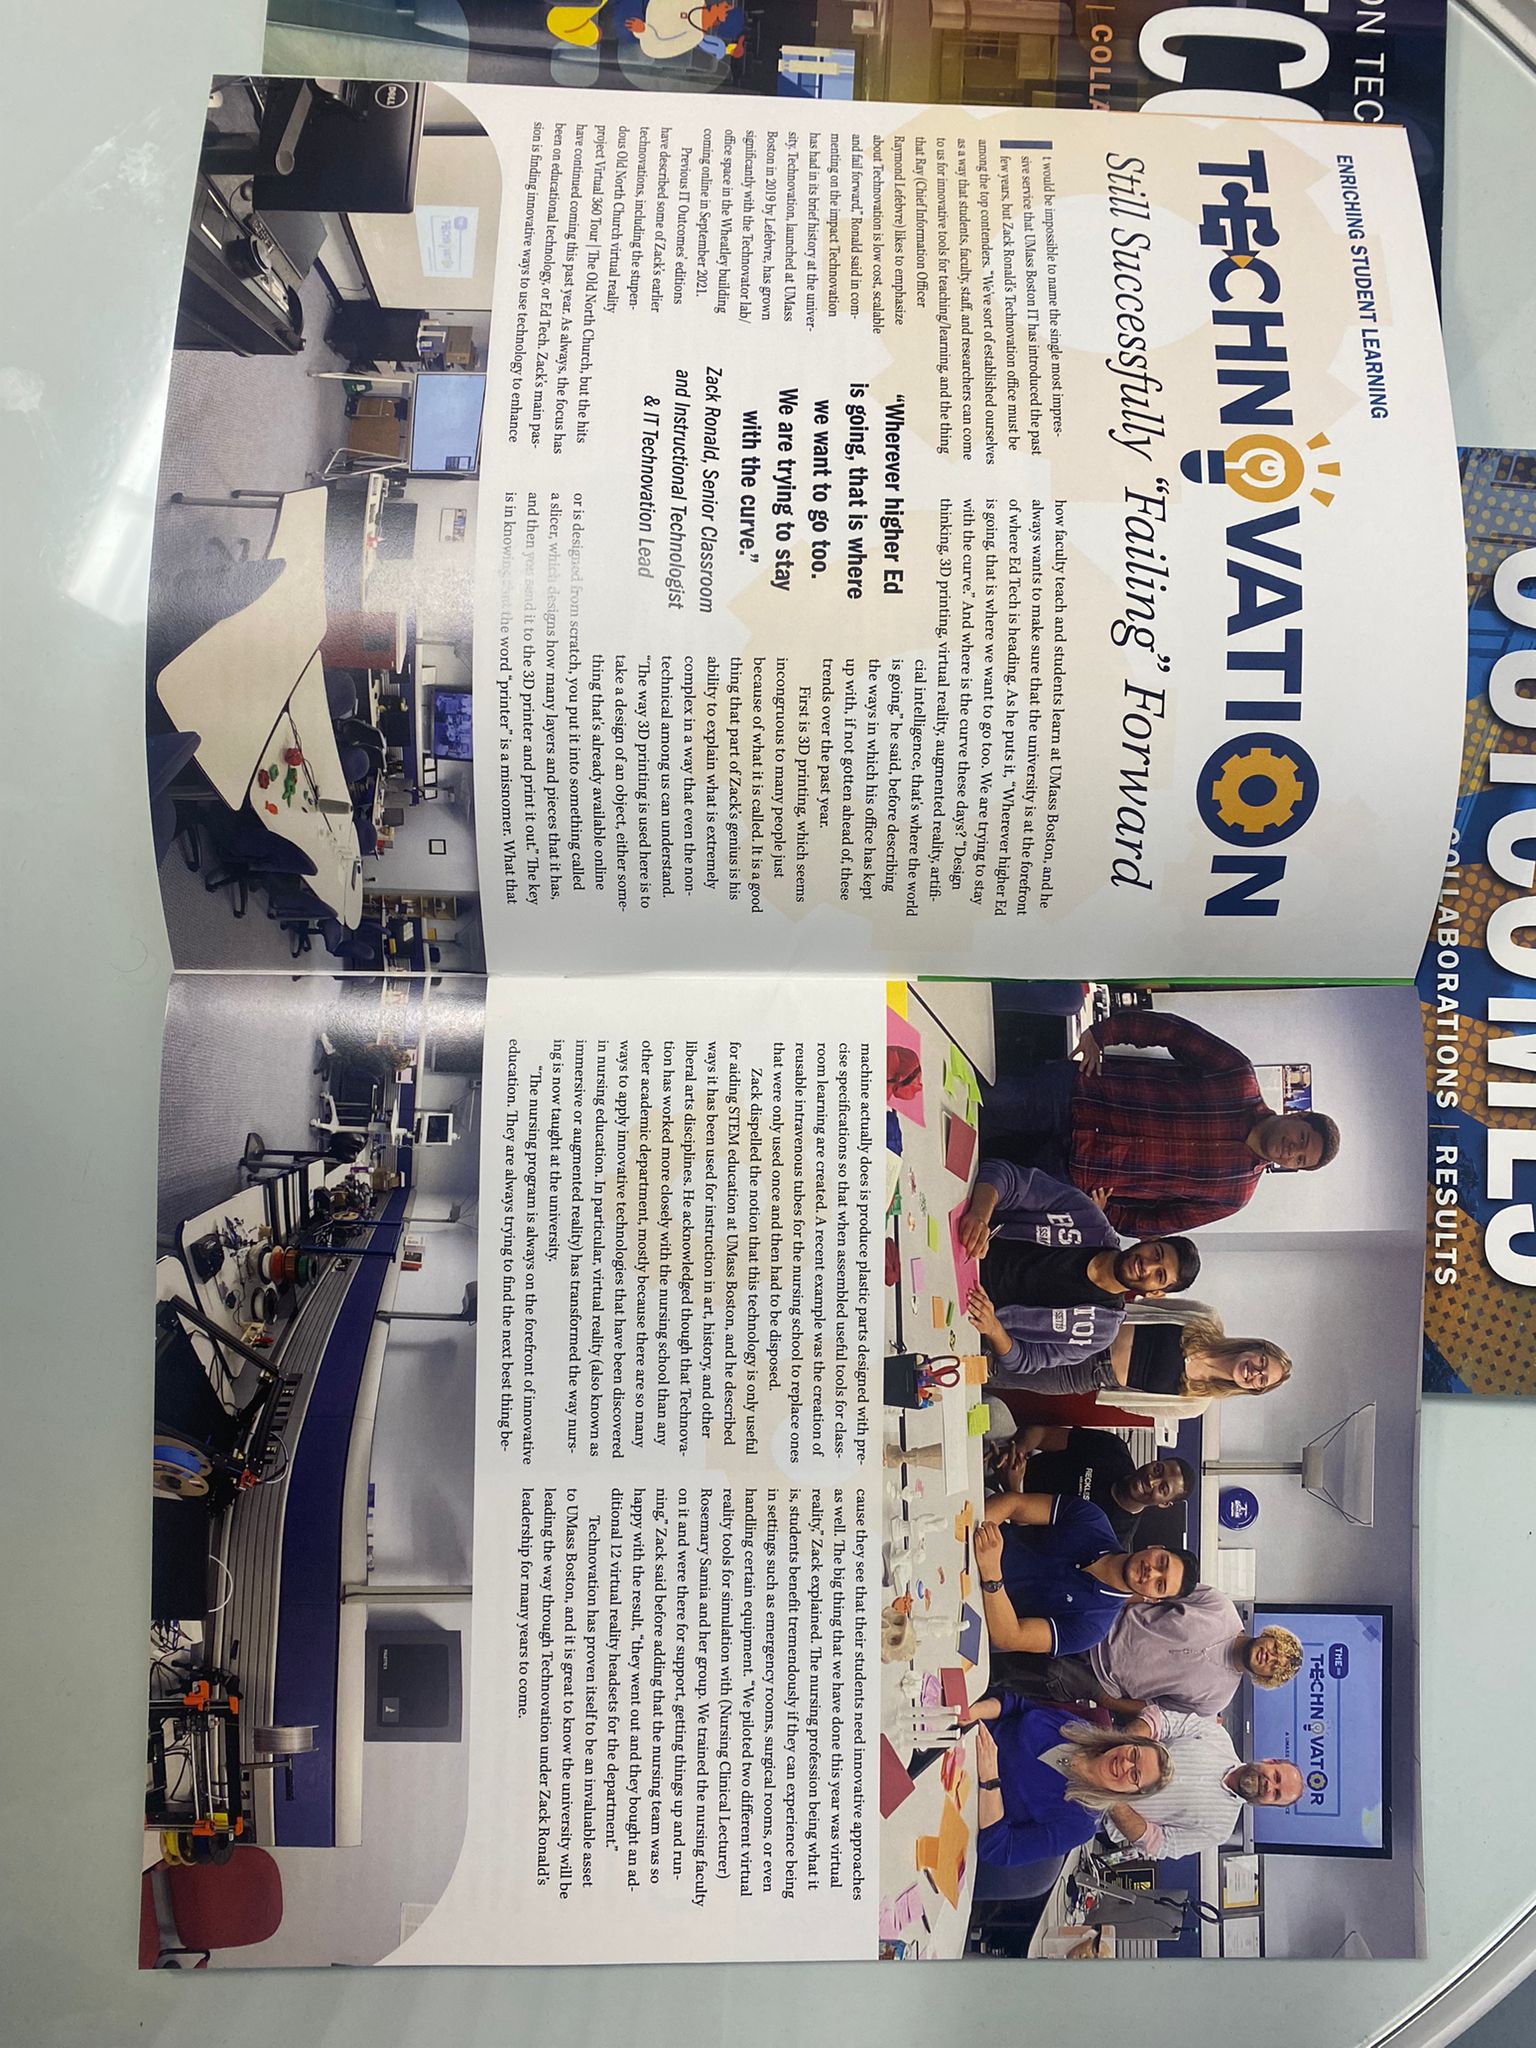 ENRICHING STUDENT LEARNING
TECHNOVATION
Still Successfully “Failing” Forward
It would be impossible to name the single most impres-
sive service that UMass Boston IT has introduced the past
few years, but Zack Ronald’s Technovation office must be
among the top contenders. “We’ve sort of established ourselves
as a way that students, faculty, staff, and researchers can come
to us for innovative tools for teaching/learning, and the thing
that Ray (Chief Information Officer
Raymond Lefebvre) likes to emphasize
about Technovation is low cost, scalable
and fail forward,” Ronald said in com-
menting on the impact Technovation
has had in its brief history at the univer-
sity. Technovation, launched at UMass
Boston in 2019 by Lefebvre, has grown
significantly with the Technovator lab/
office space in the Wheatley building
coming online in September 2021.
Previous IT Outcomes’ editions
have described some of Zack’s earlier
technovations, including the stupen-
dous Old North Church virtual reality
project Virtual 360 Tour | The Old North Church, but the hits
have continued coming this past year. As always, the focus has
been on educational technology, or Ed Tech. Zack’s main pas-
sion is finding innovative ways to use technology to enhance
“Wherever higher Ed
is going, that is where
we want to go too.
We are trying to stay
with the curve.”
Zack Ronald, Senior Classroom
and Instructional Technologist
& IT Technovation Lead
how faculty teach and students learn at UMass Boston, and he
always wants to make sure that the university is at the forefront
of where Ed Tech is heading. As he puts it, “Wherever higher Ed
is going, that is where we want to go too. We are trying to stay
with the curve.” And where is the curve these days? “Design
thinking, 3D printing, virtual reality, augmented reality, artifi-
cial intelligence, that’s where the world
is going,” he said, before describing
the ways in which his office has kept
up with, if not gotten ahead of, these
trends over the past year.
First is 3D printing, which seems
incongruous to many people just
because of what it is called. It is a good
thing that part of Zack’s genius is his
ability to explain what is extremely
complex in a way that even the non-
technical among us can understand.
“The way 3D printing is used here is to
take a design of an object, either some-
thing that’s already available online
or is designed from scratch, you put it into something called
a slicer, which designs how many layers and pieces that it has,
and then you send it to the 3D printer and print it out.” The key
is in knowing that the word “printer” is a misnomer. What that
machine actually does is produce plastic parts designed with pre-
cise specifications so that when assembled useful tools for class-
room learning are created. A recent example was the creation of
reusable intravenous tubes for the nursing school to replace ones
that were only used once and then had to be disposed.
Zack dispelled the notion that this technology is only useful
for aiding STEM education at UMass Boston, and he described
ways it has been used for instruction in art, history, and other
liberal arts disciplines. He acknowledged though that Technova-
tion has worked more closely with the nursing school than any
other academic department, mostly because there are so many
ways to apply innovative technologies that have been discovered
in nursing education. In particular, virtual reality (also known as
immersive or augmented reality) has transformed the way nurs-
ing is now taught at the university.
“The nursing program is always on the forefront of innovative
education. They are always trying to find the next best thing be-
cause they see that their students need innovative approaches
as well. The big thing that we have done this year was virtual
reality,” Zack explained. The nursing profession being what it
is, students benefit tremendously if they can experience being
in settings such as emergency rooms, surgical rooms, or even
handling certain equipment. “We piloted two different virtual
reality tools for simulation with (Nursing Clinical Lecturer)
Rosemary Samia and her group. We trained the nursing faculty
on it and were there for support, getting things up and run-
ning,” Zack said before adding that the nursing team was so
happy with the result, “they went out and they bought an ad-
ditional 12 virtual reality headsets for the department.”
Technovation has proven itself to be an invaluable asset
to UMass Boston, and it is great to know the university will be
leading the way through Technovation under Zack Ronald’s
leadership for many years to come.
THE
TECHNOVATOR
RECKLES
DELL
ON TEC
| COLLA
COLLABORATIONS | RESULTS